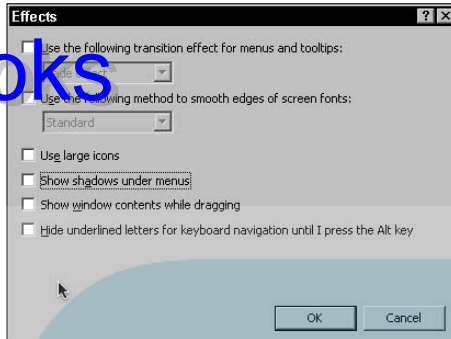 Effects
Use the following transition effect for menus and tooltips:
oks
Use the following method to smooth edges of screen fonts:
Standard
Use large icons
Show shadows under menus
Show window contents while dragging
Hide underlined letters for keyboard navigation until I press the Alt key
OK Cancel